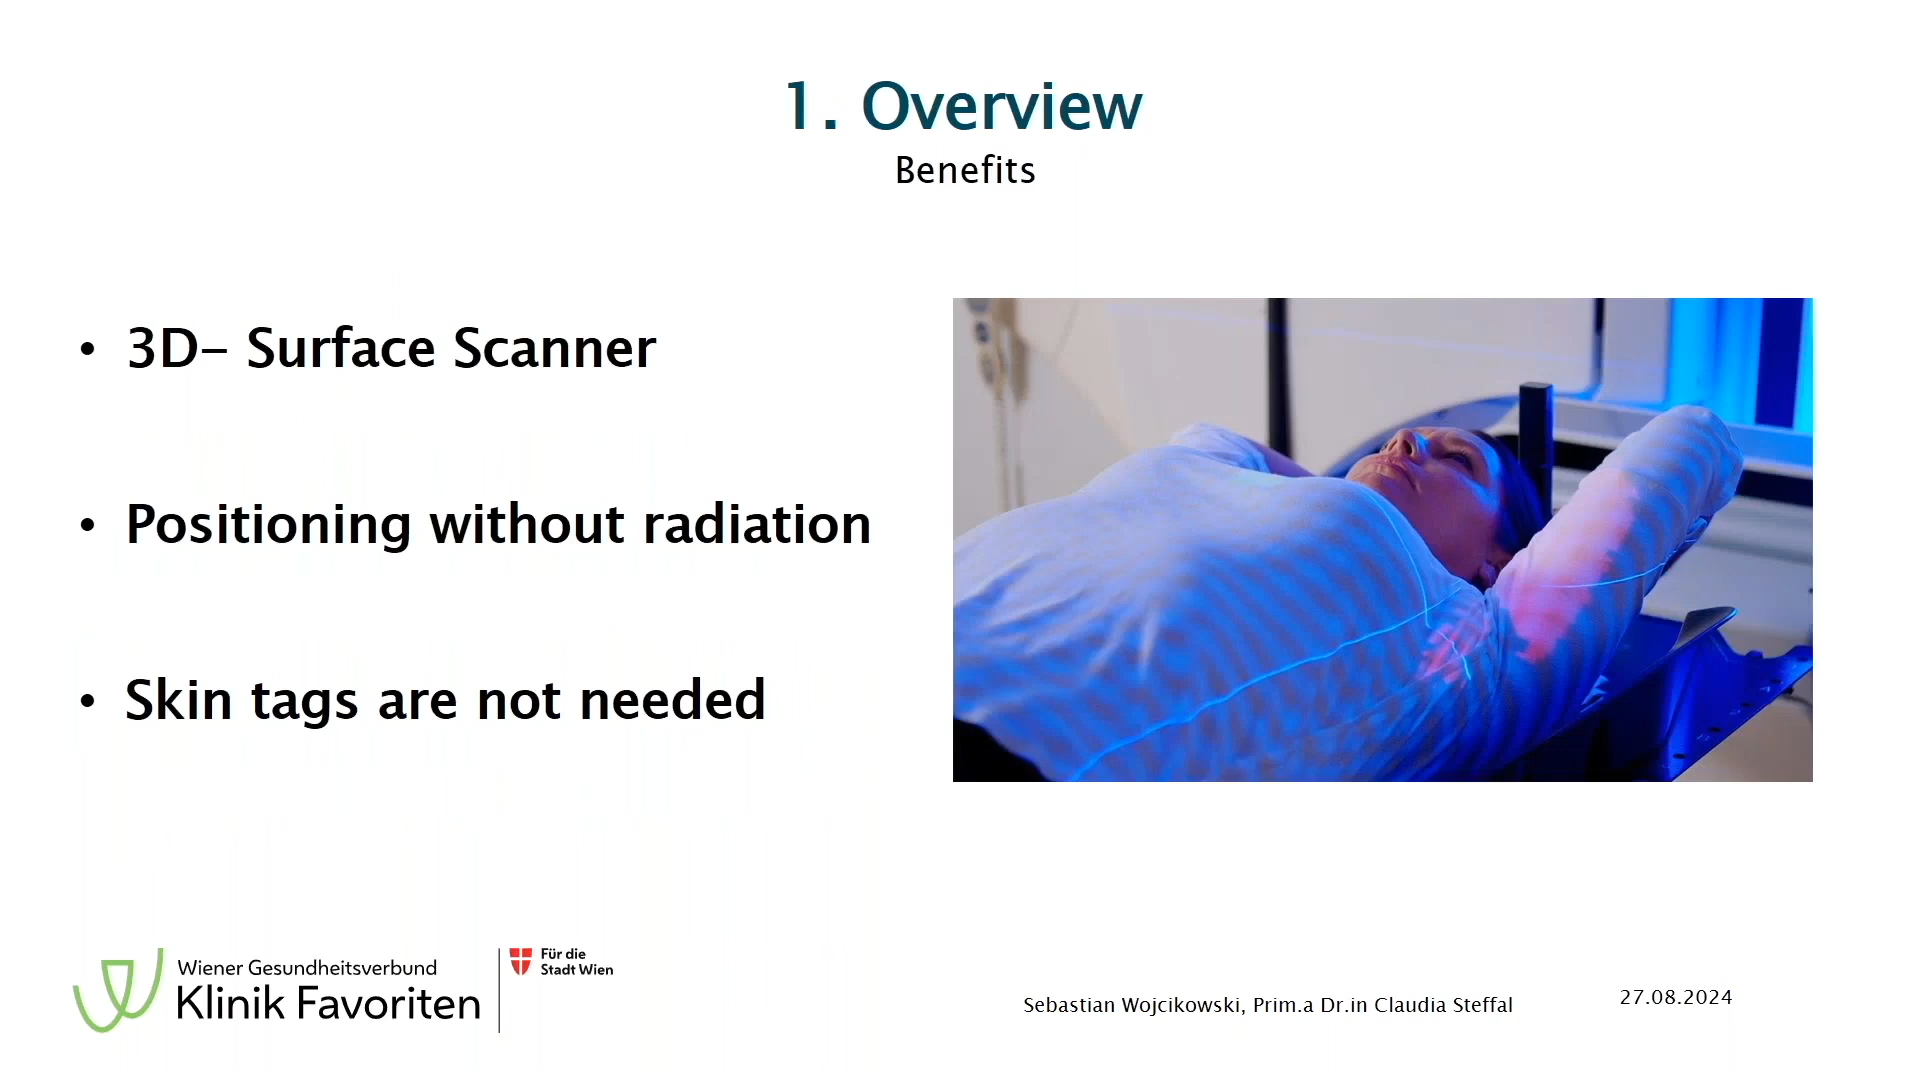 1. Overview
Benefits
• 3D– Surface Scanner
• Positioning without radiation
• Skin tags are not needed
Wiener Gesundheitsverbund
Klinik Favoriten
Für die
Stadt Wien
Sebastian Wojcikowski, Prim.a Dr.in Claudia Steffal
27.08.2024